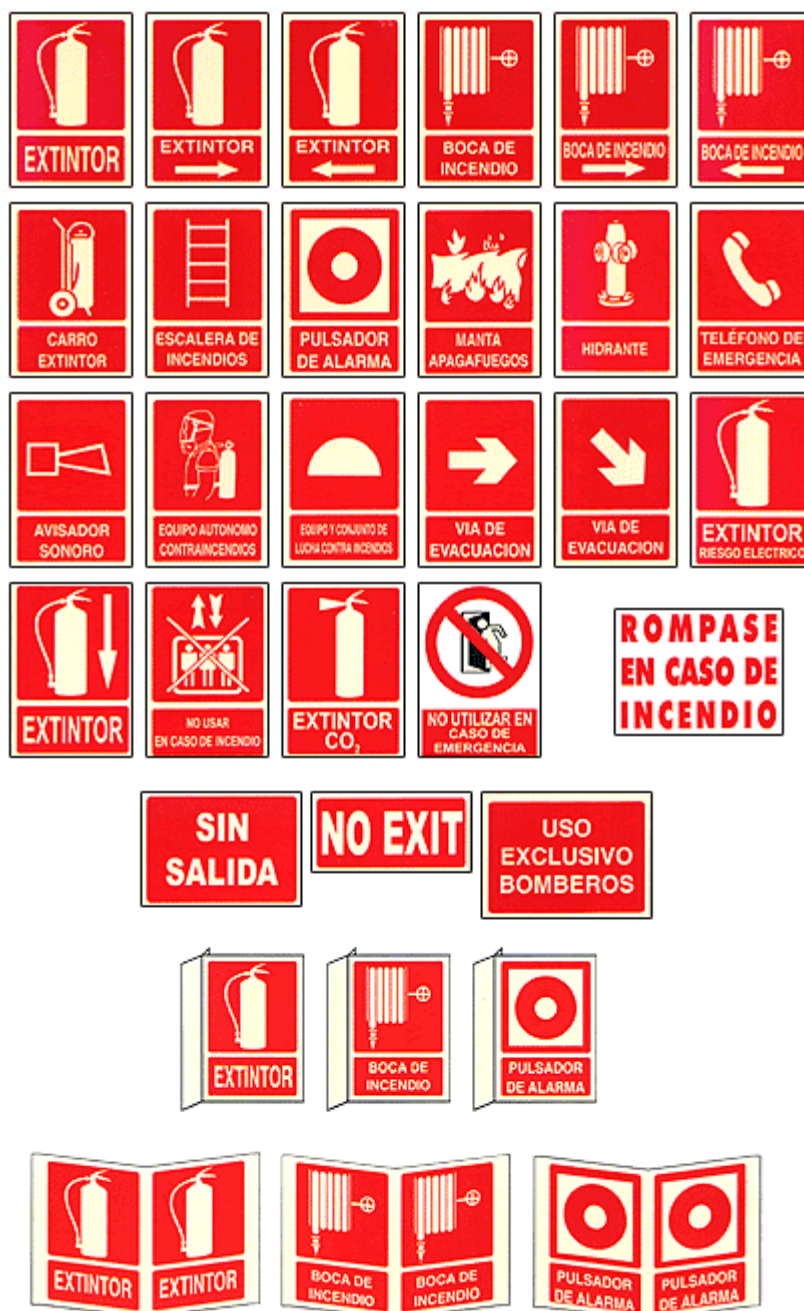 EXTINTOR
EXTINTOR
EXTINTOR
BOCA DE
INCENDIO
BOCA DE INCENDIO
BOCA DE INCENDIO
CARRO
EXTINTOR
ESCALERA DE
INCENDIOS
PULSADOR
DE ALARMA
MANTA
APAGAFUEGOS
HIDRANTE
TELÉFONO DE
EMERGENCIA
AVISADOR
SONORO
EQUIPO AUTONOMO
CONTRAINCENDIOS
EQUIPO Y CONJUNTO DE
LUCHA CONTRA INCENDIOS
VIA DE
EVACUACION
VIA DE
EVACUACION
EXTINTOR
RIESGO ELECTRICO
EXTINTOR
NO USAR
EN CASO DE INCENDIO
EXTINTOR
CO₂
NO UTILIZAR EN
CASO DE
EMERGENCIA
ROMPASE
EN CASO DE
INCENDIO
SIN
SALIDA
NO EXIT
USO
EXCLUSIVO
BOMBEROS
EXTINTOR
BOCA DE
INCENDIO
PULSADOR
DE ALARMA
EXTINTOR
EXTINTOR
BOCA DE
INCENDIO
BOCA DE
INCENDIO
PULSADOR
DE ALARMA
PULSADOR
DE ALARMA